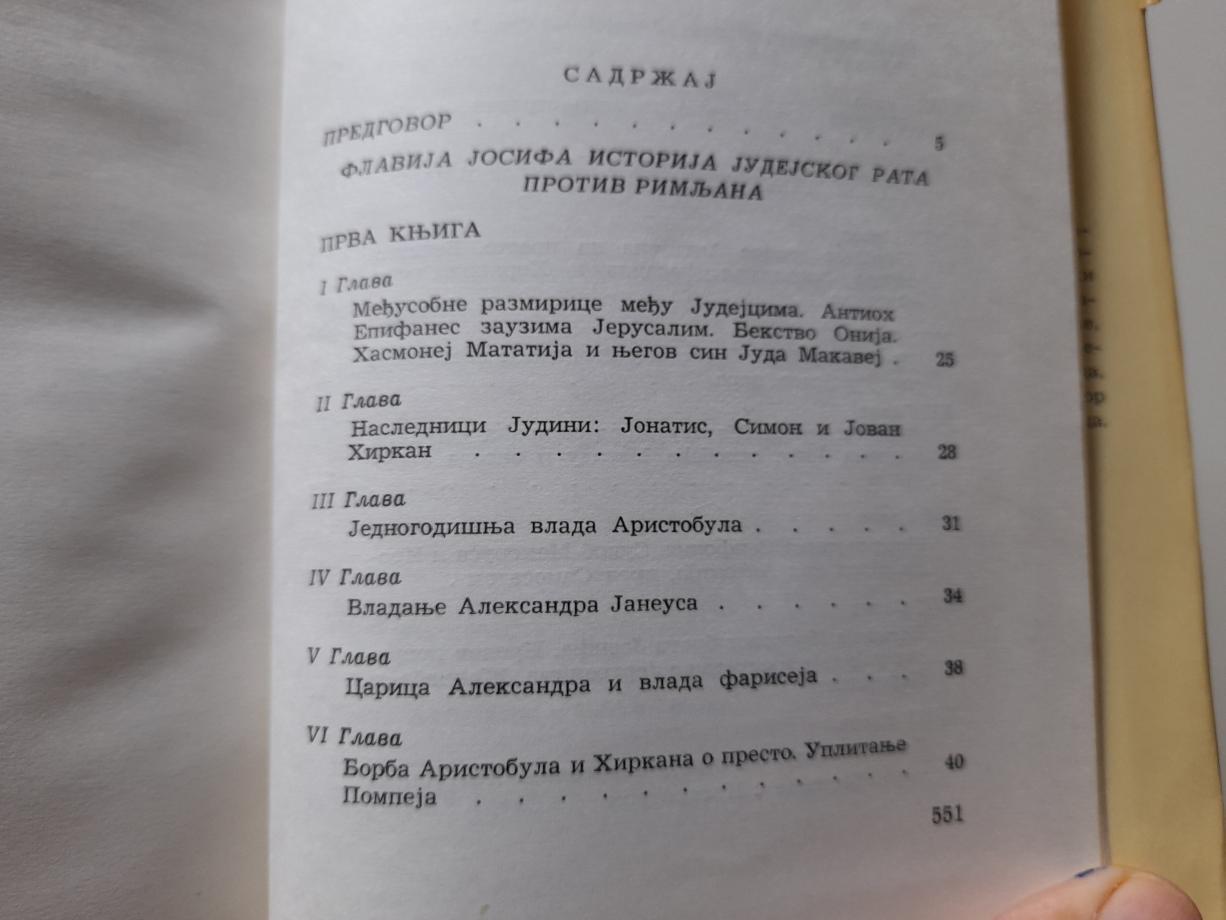 САДРЖАЈ
ПРЕДГОВОР . . . . . . . . . . . . 5
ФЛАВИЈА ЈОСИФА ИСТОРИЈА ЈУДЕЈСКОГ РАТА
ПРОТИВ РИМЉАНА
ПРВА КЊИГА
I Глава
Међусобне размирице међу Јудејцима. Антиох
Епифанес заузима Јерусалим. Бекство Онија.
Хасмонеј Мататија и његов син Јуда Макавеј . 25
II Глава
Наследници Јудини: Јонатис, Симон и Јован
Хиркан . . . . . . . . . . . 28
III Глава
Једногодишња влада Аристобула . . . . . 31
IV Глава
Владање Александра Јанеуса . . . . . . 34
V Глава
Царица Александра и влада фарисеја . . . 38
VI Глава
Борба Аристобула и Хиркана о престо. Уплитање
Помпеја . . . . . . . . . . . 40
551